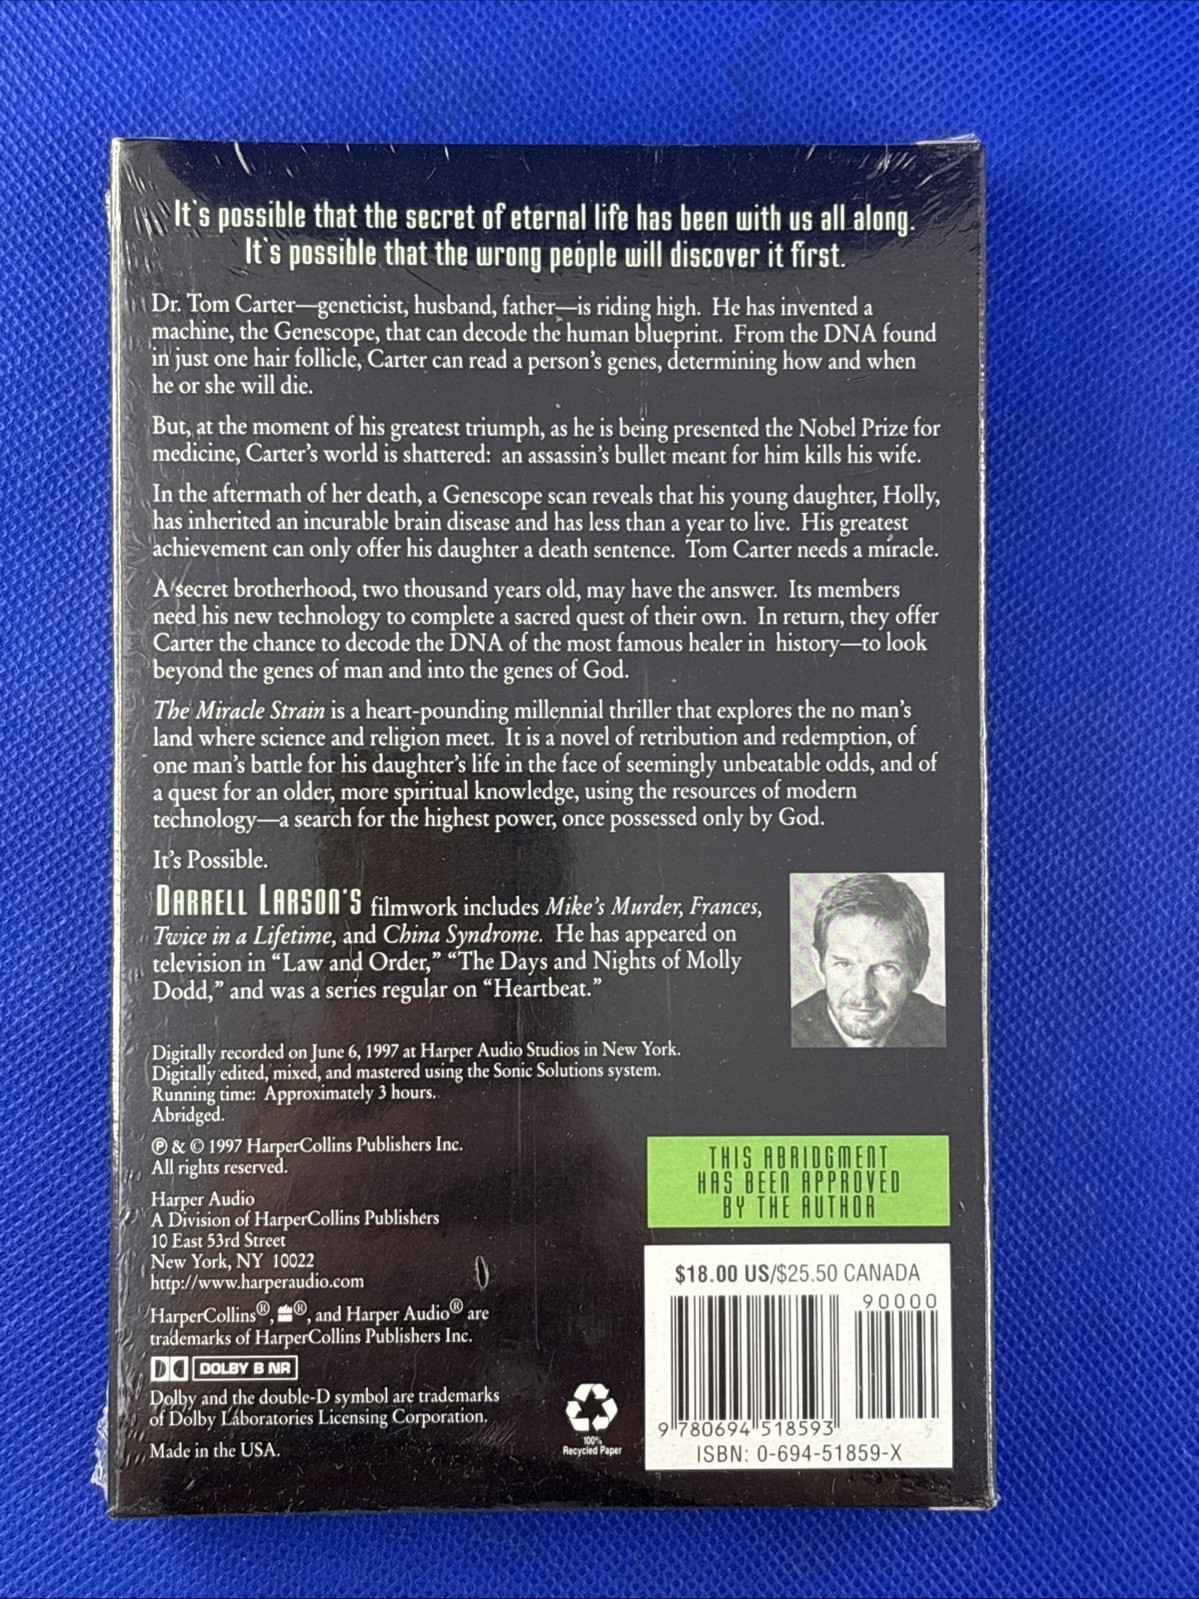 It's possible that the secret of eternal life has been with us all along.
It's possible that the wrong people will discover it first.
Dr. Tom Carter—geneticist, husband, father—is riding high. He has invented a
machine, the Genescope, that can decode the human blueprint. From the DNA found
in just one hair follicle, Carter can read a person's genes, determining how and when
he or she will die.
But, at the moment of his greatest triumph, as he is being presented the Nobel Prize for
medicine, Carter's world is shattered: an assassin's bullet meant for him kills his wife.
In the aftermath of her death, a Genescope scan reveals that his young daughter, Holly,
has inherited an incurable brain disease and has less than a year to live. His greatest
achievement can only offer his daughter a death sentence. Tom Carter needs a miracle.
A secret brotherhood, two thousand years old, may have the answer. Its members
need his new technology to complete a sacred quest of their own. In return, they offer
Carter the chance to decode the DNA of the most famous healer in history—to look
beyond the genes of man and into the genes of God.
The Miracle Strain is a heart-pounding millennial thriller that explores the no man's
land where science and religion meet. It is a novel of retribution and redemption, of
one man's battle for his daughter's life in the face of seemingly unbeatable odds, and of
a quest for an older, more spiritual knowledge, using the resources of modern
technology—a search for the highest power, once possessed only by God.
It's Possible.
DARRELL LARSON'S filmwork includes Mike's Murder, Frances,
Twice in a Lifetime, and China Syndrome. He has appeared on
television in "Law and Order," "The Days and Nights of Molly
Dodd," and was a series regular on "Heartbeat."
Digitally recorded on June 6, 1997 at Harper Audio Studios in New York.
Digitally edited, mixed, and mastered using the Sonic Solutions system.
Running time: Approximately 3 hours.
Abridged.
℗ & © 1997 HarperCollins Publishers Inc.
All rights reserved.
Harper Audio
A Division of HarperCollins Publishers
10 East 53rd Street
New York, NY 10022
http://www.harperaudio.com
HarperCollins®, ®, and Harper Audio® are
trademarks of HarperCollins Publishers Inc.
DOLBY B NR
Dolby and the double-D symbol are trademarks
of Dolby Laboratories Licensing Corporation.
Made in the USA.
100%
Recycled Paper
THIS ABRIDGMENT
HAS BEEN APPROVED
BY THE AUTHOR
$18.00 US/$25.50 CANADA
90000
9 780694 518593
ISBN: 0-694-51859-X